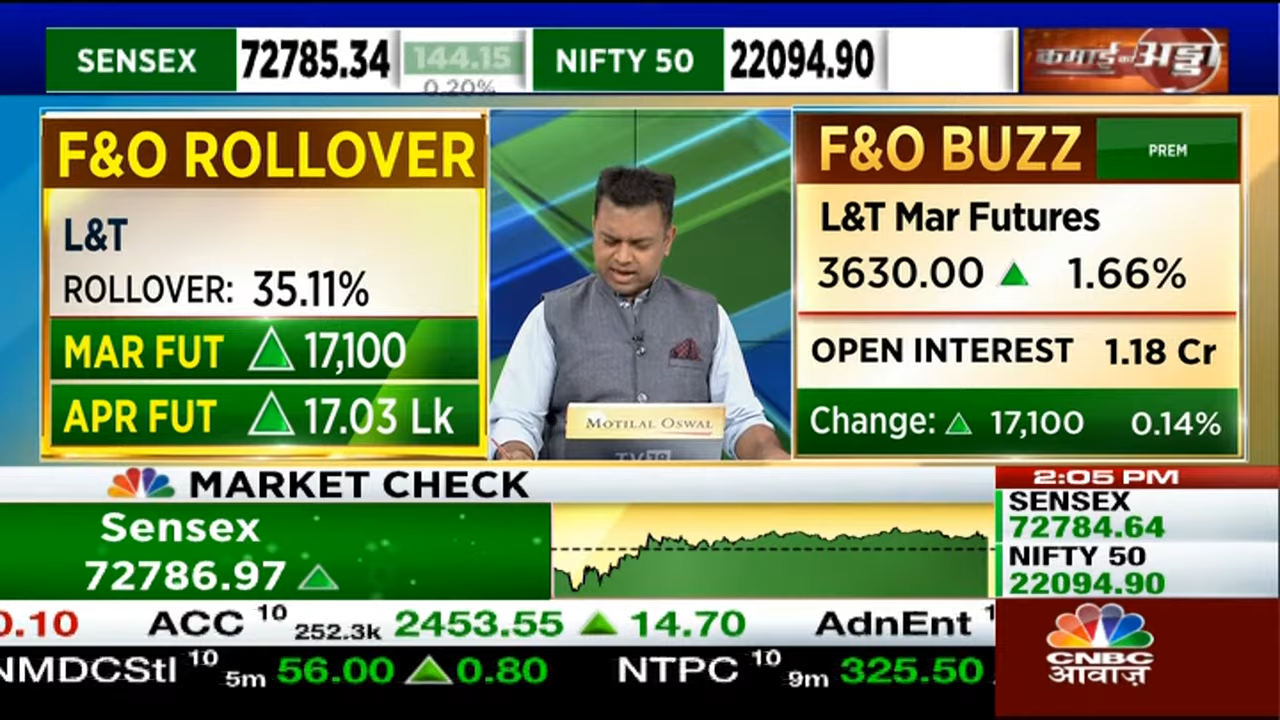 SENSEX 72785.34 144.15 NIFTY 50 22094.90 कमाई का अड्डा
0.20%
F&O ROLLOVER
L&T
ROLLOVER: 35.11%
MAR FUT 17,100
APR FUT 17.03 Lk
MOTILAL OSWAL
TV18
F&O BUZZ PREM
L&T Mar Futures
3630.00 1.66%
OPEN INTEREST 1.18 Cr
Change: 17,100 0.14%
MARKET CHECK
Sensex
72786.97
2:05 PM
SENSEX
72784.64
NIFTY 50
22094.90
0.10 ACC 10 252.3k 2453.55 14.70 AdnEnt
NMDCStl 10 5m 56.00 0.80 NTPC 10 9m 325.50
CNBC
आवाज़